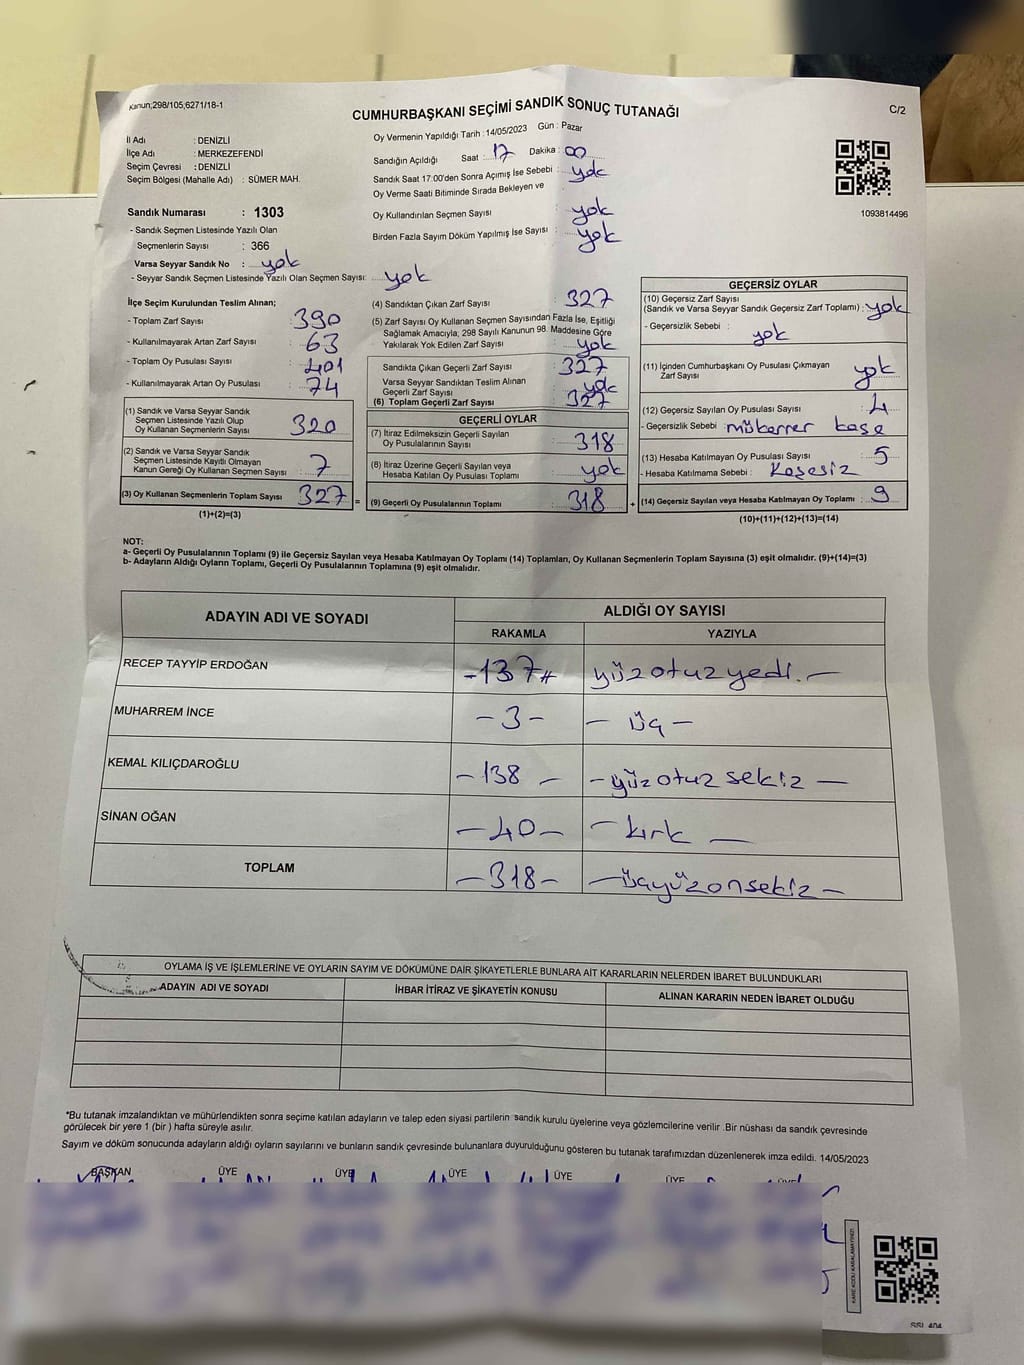 Kanun;298/105;6271/18-1
CUMHURBAŞKANI SEÇİMİ SANDIK SONUÇ TUTANAĞI
C/2
İl Adı : DENİZLİ
İlçe Adı : MERKEZEFENDİ
Seçim Çevresi : DENİZLİ
Seçim Bölgesi (Mahalle Adı) : SÜMER MAH.
Oy Vermenin Yapıldığı Tarih : 14/05/2023 Gün : Pazar
Sandığın Açıldığı Saat : 17 Dakika : 00
Sandık Saat 17:00'den Sonra Açımış İse Sebebi : yok
Oy Verme Saati Bitiminde Sırada Bekleyen ve
Oy Kullandırılan Seçmen Sayısı : yok
Birden Fazla Sayım Döküm Yapılmış İse Sayısı : yok
1093814496
Sandık Numarası : 1303
- Sandık Seçmen Listesinde Yazılı Olan
Seçmenlerin Sayısı : 366
Varsa Seyyar Sandık No : yok
- Seyyar Sandık Seçmen Listesinde Yazılı Olan Seçmen Sayısı: yok
İlçe Seçim Kurulundan Teslim Alınan;
- Toplam Zarf Sayısı : 390
- Kullanılmayarak Artan Zarf Sayısı : 63
- Toplam Oy Pusulası Sayısı : 401
- Kullanılmayarak Artan Oy Pusulası : 74
(1) Sandık ve Varsa Seyyar Sandık
Seçmen Listesinde Yazılı Olup
Oy Kullanan Seçmenlerin Sayısı : 320
(2) Sandık ve Varsa Seyyar Sandık
Seçmen Listesinde Kayıtlı Olmayan
Kanun Gereği Oy Kullanan Seçmen Sayısı : 7
(3) Oy Kullanan Seçmenlerin Toplam Sayısı : 327 =
(1)+(2)=(3)
(4) Sandıktan Çıkan Zarf Sayısı : 327
(5) Zarf Sayısı Oy Kullanan Seçmen Sayısından Fazla İse, Eşitliği
Sağlamak Amacıyla; 298 Sayılı Kanunun 98. Maddesine Göre
Yakılarak Yok Edilen Zarf Sayısı : yok
Sandıkta Çıkan Geçerli Zarf Sayısı : 327
Varsa Seyyar Sandıktan Teslim Alınan
Geçerli Zarf Sayısı : yok
(6) Toplam Geçerli Zarf Sayısı : 327
GEÇERLİ OYLAR
(7) İtiraz Edilmeksizin Geçerli Sayılan
Oy Pusulalarının Sayısı : 318
(8) İtiraz Üzerine Geçerli Sayılan veya
Hesaba Katılan Oy Pusulası Toplamı : yok
(9) Geçerli Oy Pusulalarının Toplamı : 318 +
GEÇERSİZ OYLAR
(10) Geçersiz Zarf Sayısı
(Sandık ve Varsa Seyyar Sandık Geçersiz Zarf Toplamı) : yok
- Geçersizlik Sebebi :
yok
(11) İçinden Cumhurbaşkanı Oy Pusulası Çıkmayan
Zarf Sayısı : yok
(12) Geçersiz Sayılan Oy Pusulası Sayısı : 4
- Geçersizlik Sebebi : mükerrer kaşe
(13) Hesaba Katılmayan Oy Pusulası Sayısı : 5
- Hesaba Katılmama Sebebi : Kaşesiz
(14) Geçersiz Sayılan veya Hesaba Katılmayan Oy Toplamı : 9
(10)+(11)+(12)+(13)=(14)
NOT:
a- Geçerli Oy Pusulalarının Toplamı (9) ile Geçersiz Sayılan veya Hesaba Katılmayan Oy Toplamı (14) Toplamları, Oy Kullanan Seçmenlerin Toplam Sayısına (3) eşit olmalıdır. (9)+(14)=(3)
b- Adayların Aldığı Oyların Toplamı, Geçerli Oy Pusulalarının Toplamına (9) eşit olmalıdır.
ADAYIN ADI VE SOYADI ALDIĞI OY SAYISI
RAKAMLA YAZIYLA
RECEP TAYYİP ERDOĞAN -137# yüzotuzyedi.-
MUHARREM İNCE -3- - üç -
KEMAL KILIÇDAROĞLU -138 - -yüzotuz sekiz -
SİNAN OĞAN -40- -kırk -
TOPLAM -318- -üçyüzonsekiz -
OYLAMA İŞ VE İŞLEMLERİNE VE OYLARIN SAYIM VE DÖKÜMÜNE DAİR ŞİKAYETLERLE BUNLARA AİT KARARLARIN NELERDEN İBARET BULUNDUKLARI
ADAYIN ADI VE SOYADI İHBAR İTİRAZ VE ŞİKAYETİN KONUSU ALINAN KARARIN NEDEN İBARET OLDUĞU
*Bu tutanak imzalandıktan ve mühürlendikten sonra seçime katılan adayların ve talep eden siyasi partilerin sandık kurulu üyelerine veya gözlemcilerine verilir .Bir nüshası da sandık çevresinde
görülecek bir yere 1 (bir ) hafta süreyle asılır.
Sayım ve döküm sonucunda adayların aldığı oyların sayılarını ve bunların sandık çevresinde bulunanlara duyurulduğunu gösteren bu tutanak tarafımızdan düzenlenerek imza edildi. 14/05/2023
BAŞKAN ÜYE ÜYE ÜYE ÜYE ÜYE ÜYE